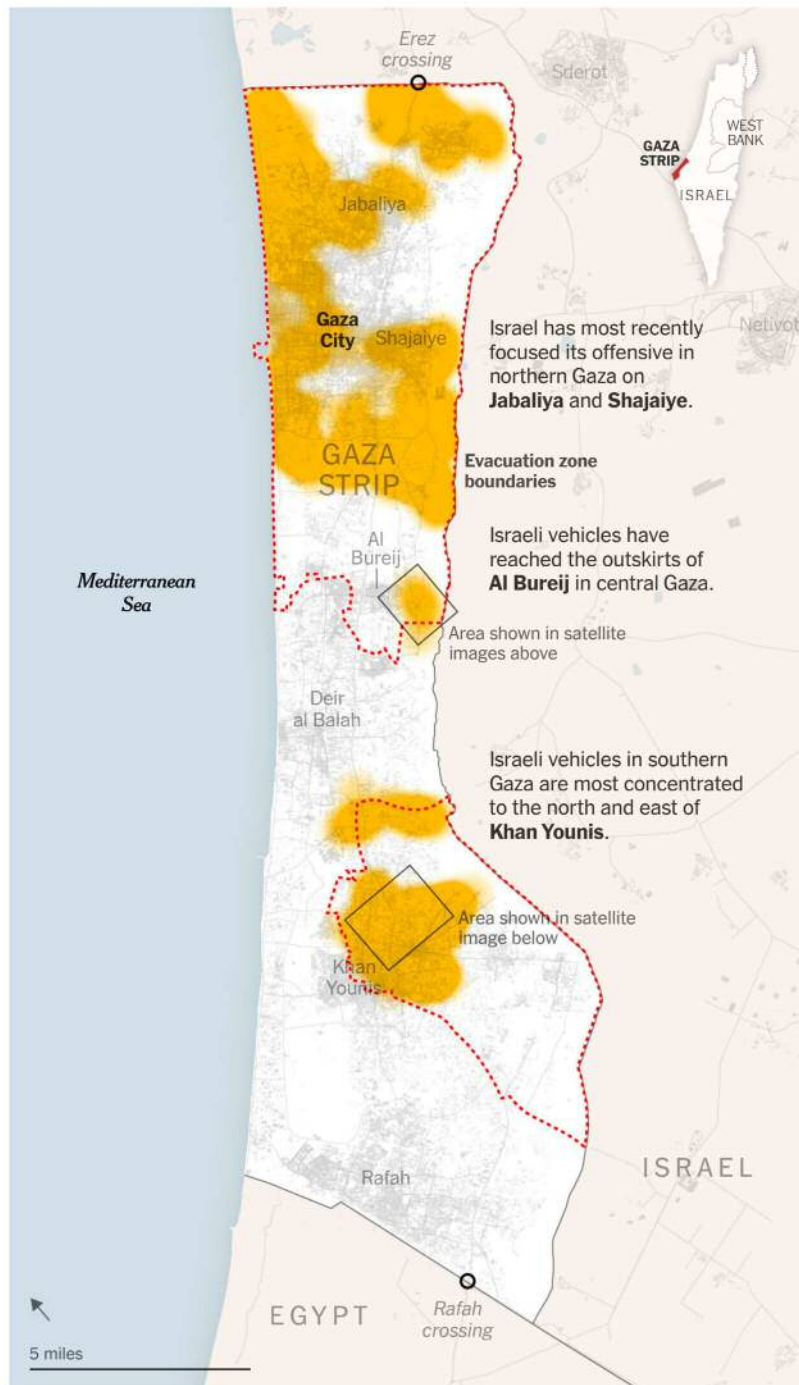 Erez
crossing
Sderot
WEST
BANK
GAZA
STRIP
ISRAEL
Jabaliya
Netivot
Gaza
City
Shajaiye
Israel has most recently
focused its offensive in
northern Gaza on
Jabaliya and Shajaiye.
GAZA
STRIP
Evacuation zone
boundaries
Al
Bureij
Israeli vehicles have
reached the outskirts of
Al Bureij in central Gaza.
Mediterranean
Sea
Area shown in satellite
images above
Deir
al Balah
Israeli vehicles in southern
Gaza are most concentrated
to the north and east of
Khan Younis.
Area shown in satellite
image below
Khan
Younis
Rafah
ISRAEL
EGYPT
Rafah
crossing
5 miles